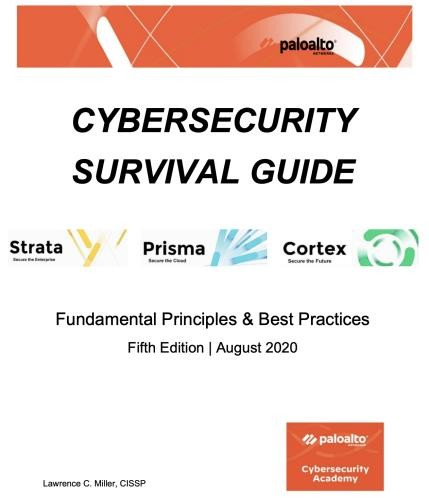 paloalto®
NETWORKS
CYBERSECURITY
SURVIVAL GUIDE
Strata
Secure the Enterprise
Prisma
Secure the Cloud
Cortex
Secure the Future
Fundamental Principles & Best Practices
Fifth Edition | August 2020
paloalto®
NETWORKS
Cybersecurity
Academy
Lawrence C. Miller, CISSP